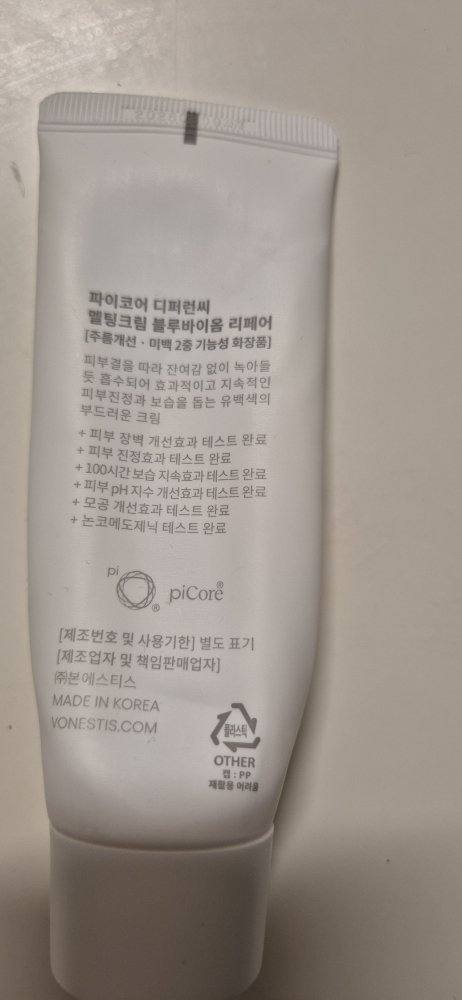 파이코어 디퍼런씨
멜팅크림 블루바이옴 리페어
[주름개선 · 미백 2중 기능성 화장품]
피부결을 따라 잔여감 없이 녹아들
듯 흡수되어 효과적이고 지속적인
피부진정과 보습을 돕는 유백색의
부드러운 크림
+ 피부 장벽 개선효과 테스트 완료
+ 피부 진정효과 테스트 완료
+ 100시간 보습 지속효과 테스트 완료
+ 피부 pH 지수 개선효과 테스트 완료
+ 모공 개선효과 테스트 완료
+ 논코메도제닉 테스트 완료
pi
®
piCore®
[제조번호 및 사용기한] 별도 표기
[제조업자 및 책임판매업자]
㈜본에스티스
MADE IN KOREA
VONESTIS.COM
플라스틱
OTHER
캡 : PP
재활용 어려움